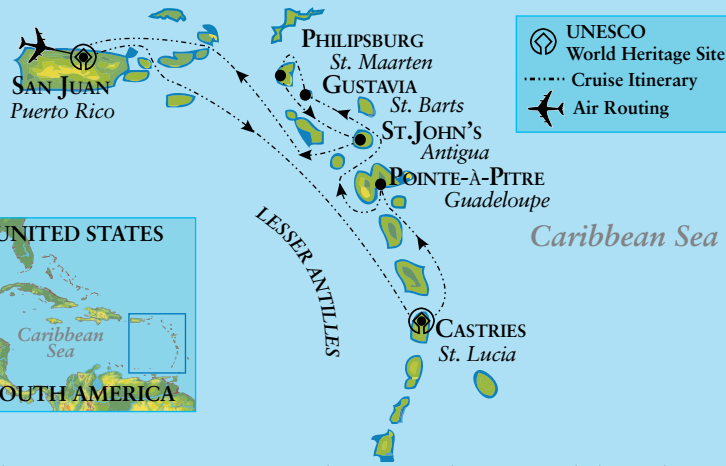 PHILIPSBURG
St. Maarten
GUSTAVIA
St. Barts
ST. JOHN'S
Antigua
POINTE-À-PITRE
Guadeloupe
SAN JUAN
Puerto Rico
UNESCO
World Heritage Site
Cruise Itinerary
Air Routing
LESSER ANTILLES
Caribbean Sea
CASTRIES
St. Lucia
UNITED STATES
Caribbean
Sea
OUTH AMERICA